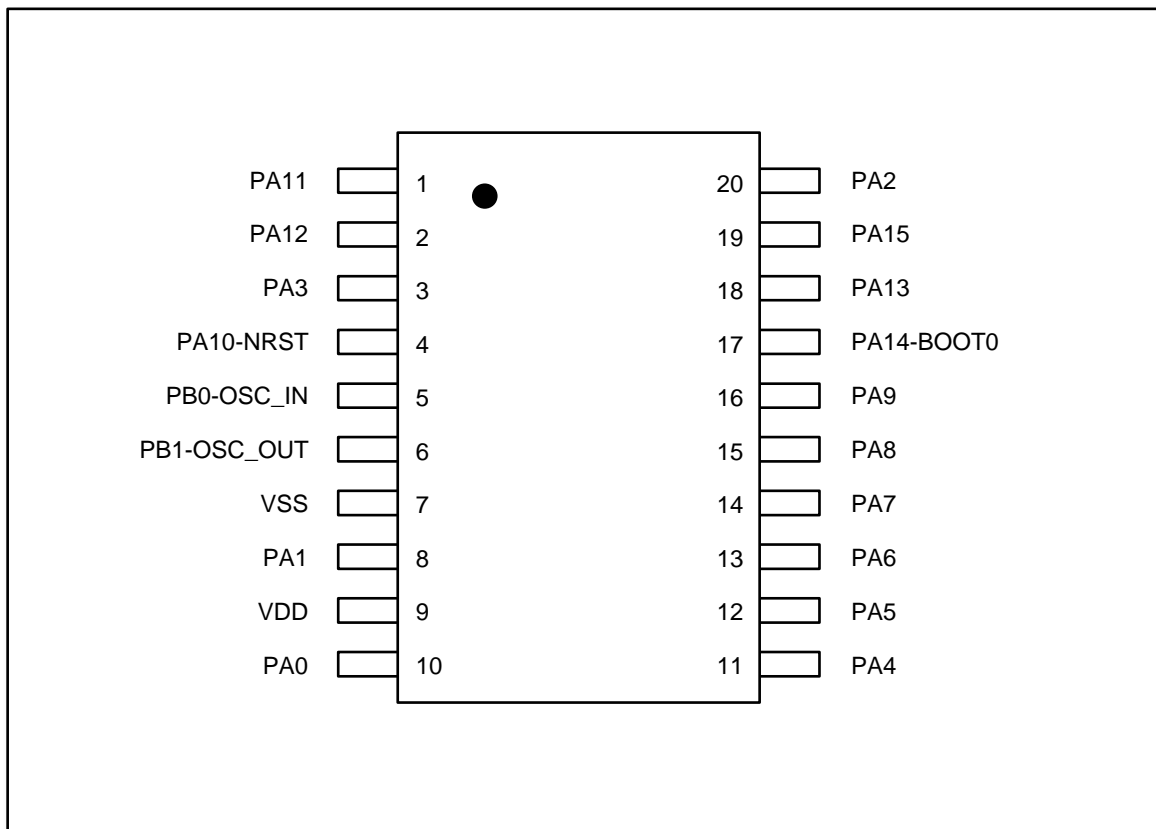 PA11 1 20 PA2
PA12 2 19 PA15
PA3 3 18 PA13
PA10-NRST 4 17 PA14-BOOT0
PB0-OSC_IN 5 16 PA9
PB1-OSC_OUT 6 15 PA8
VSS 7 14 PA7
PA1 8 13 PA6
VDD 9 12 PA5
PA0 10 11 PA4